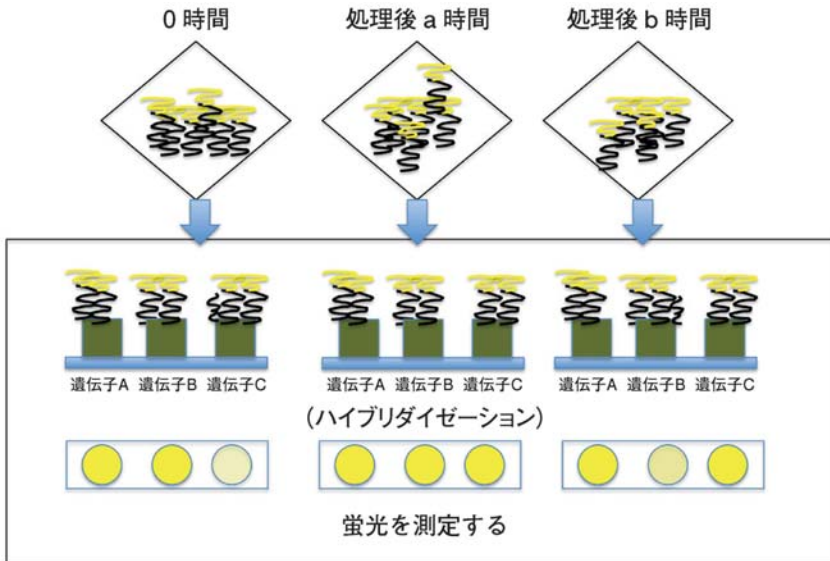 0 時間 処理後 a 時間 処理後 b 時間
遺伝子A 遺伝子B 遺伝子C 遺伝子A 遺伝子B 遺伝子C 遺伝子A 遺伝子B 遺伝子C
(ハイブリダイゼーション)
蛍光を測定する